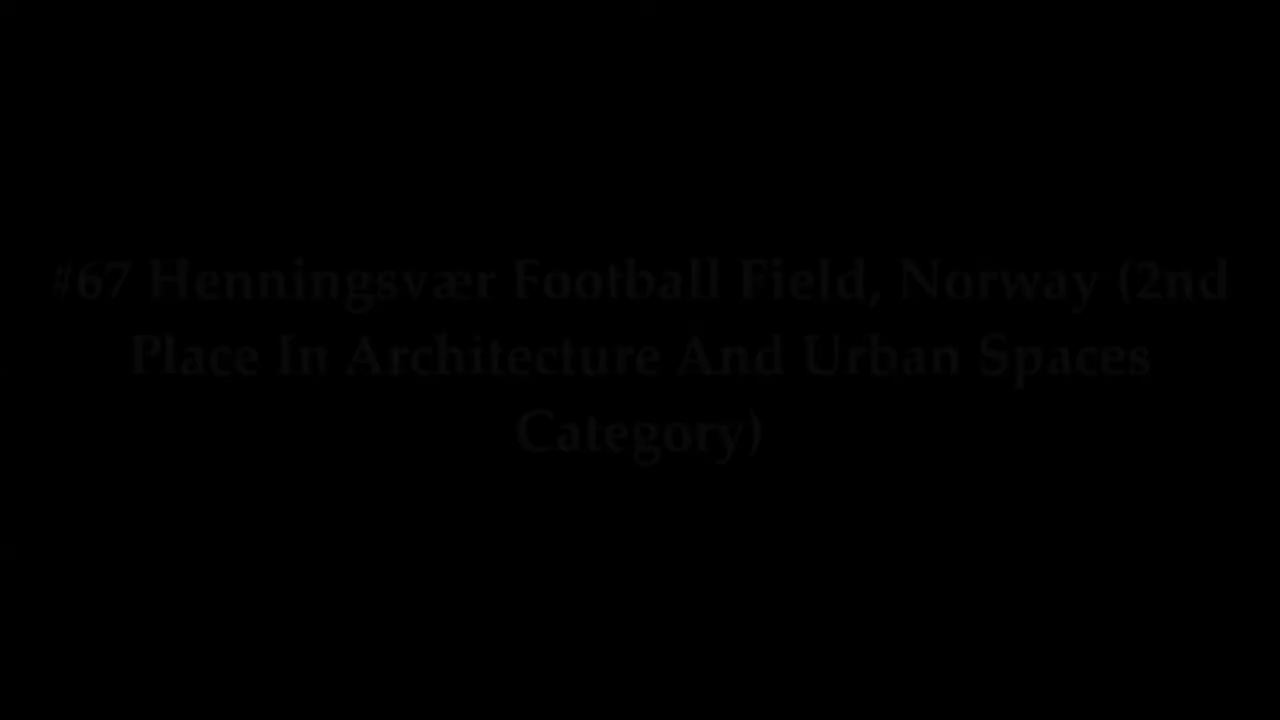 #67 Henningsvær Football Field, Norway (2nd
Place In Architecture And Urban Spaces
Category)